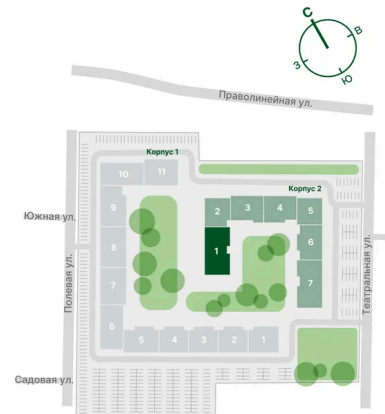 С
В
З
Ю
Праволинейная ул.
Корпус 1
10
11
Корпус 2
9
2
3
4
5
Южная ул.
8
1
6
Полевая ул.
Театральная ул.
7
7
6
5
4
3
2
1
Садовая ул.